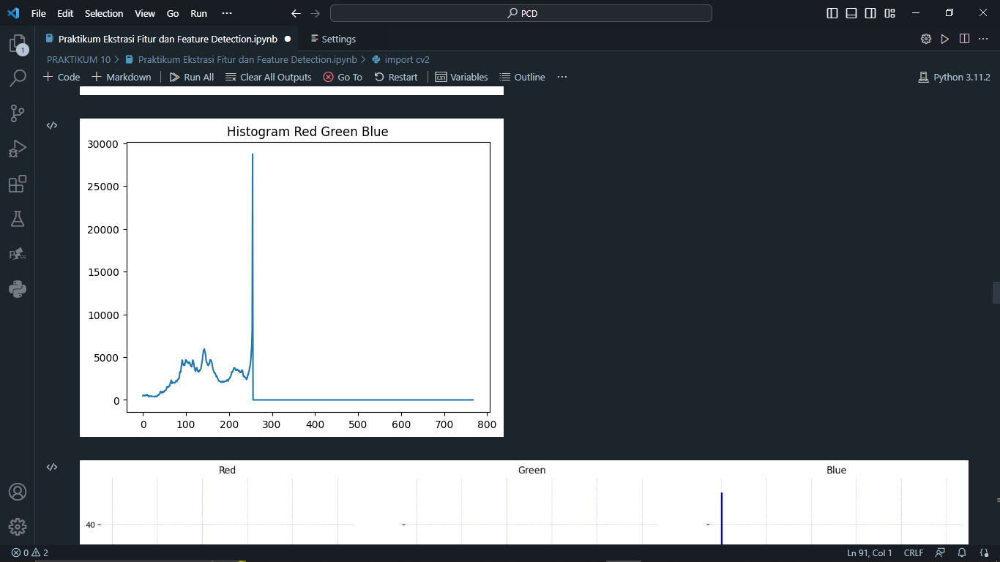 File Edit Selection View Go Run ··· PCD
Praktikum Ekstrasi Fitur dan Feature Detection.ipynb Settings
1
PRAKTIKUM 10 > Praktikum Ekstrasi Fitur dan Feature Detection.ipynb > import cv2
Code Markdown Run All Clear All Outputs Go To Restart Variables Outline ··· Python 3.11.2
Histogram Red Green Blue
30000
25000
20000
15000
10000
5000
0
0 100 200 300 400 500 600 700 800
Red Green Blue
40
0 2 Ln 91, Col 1 CRLF